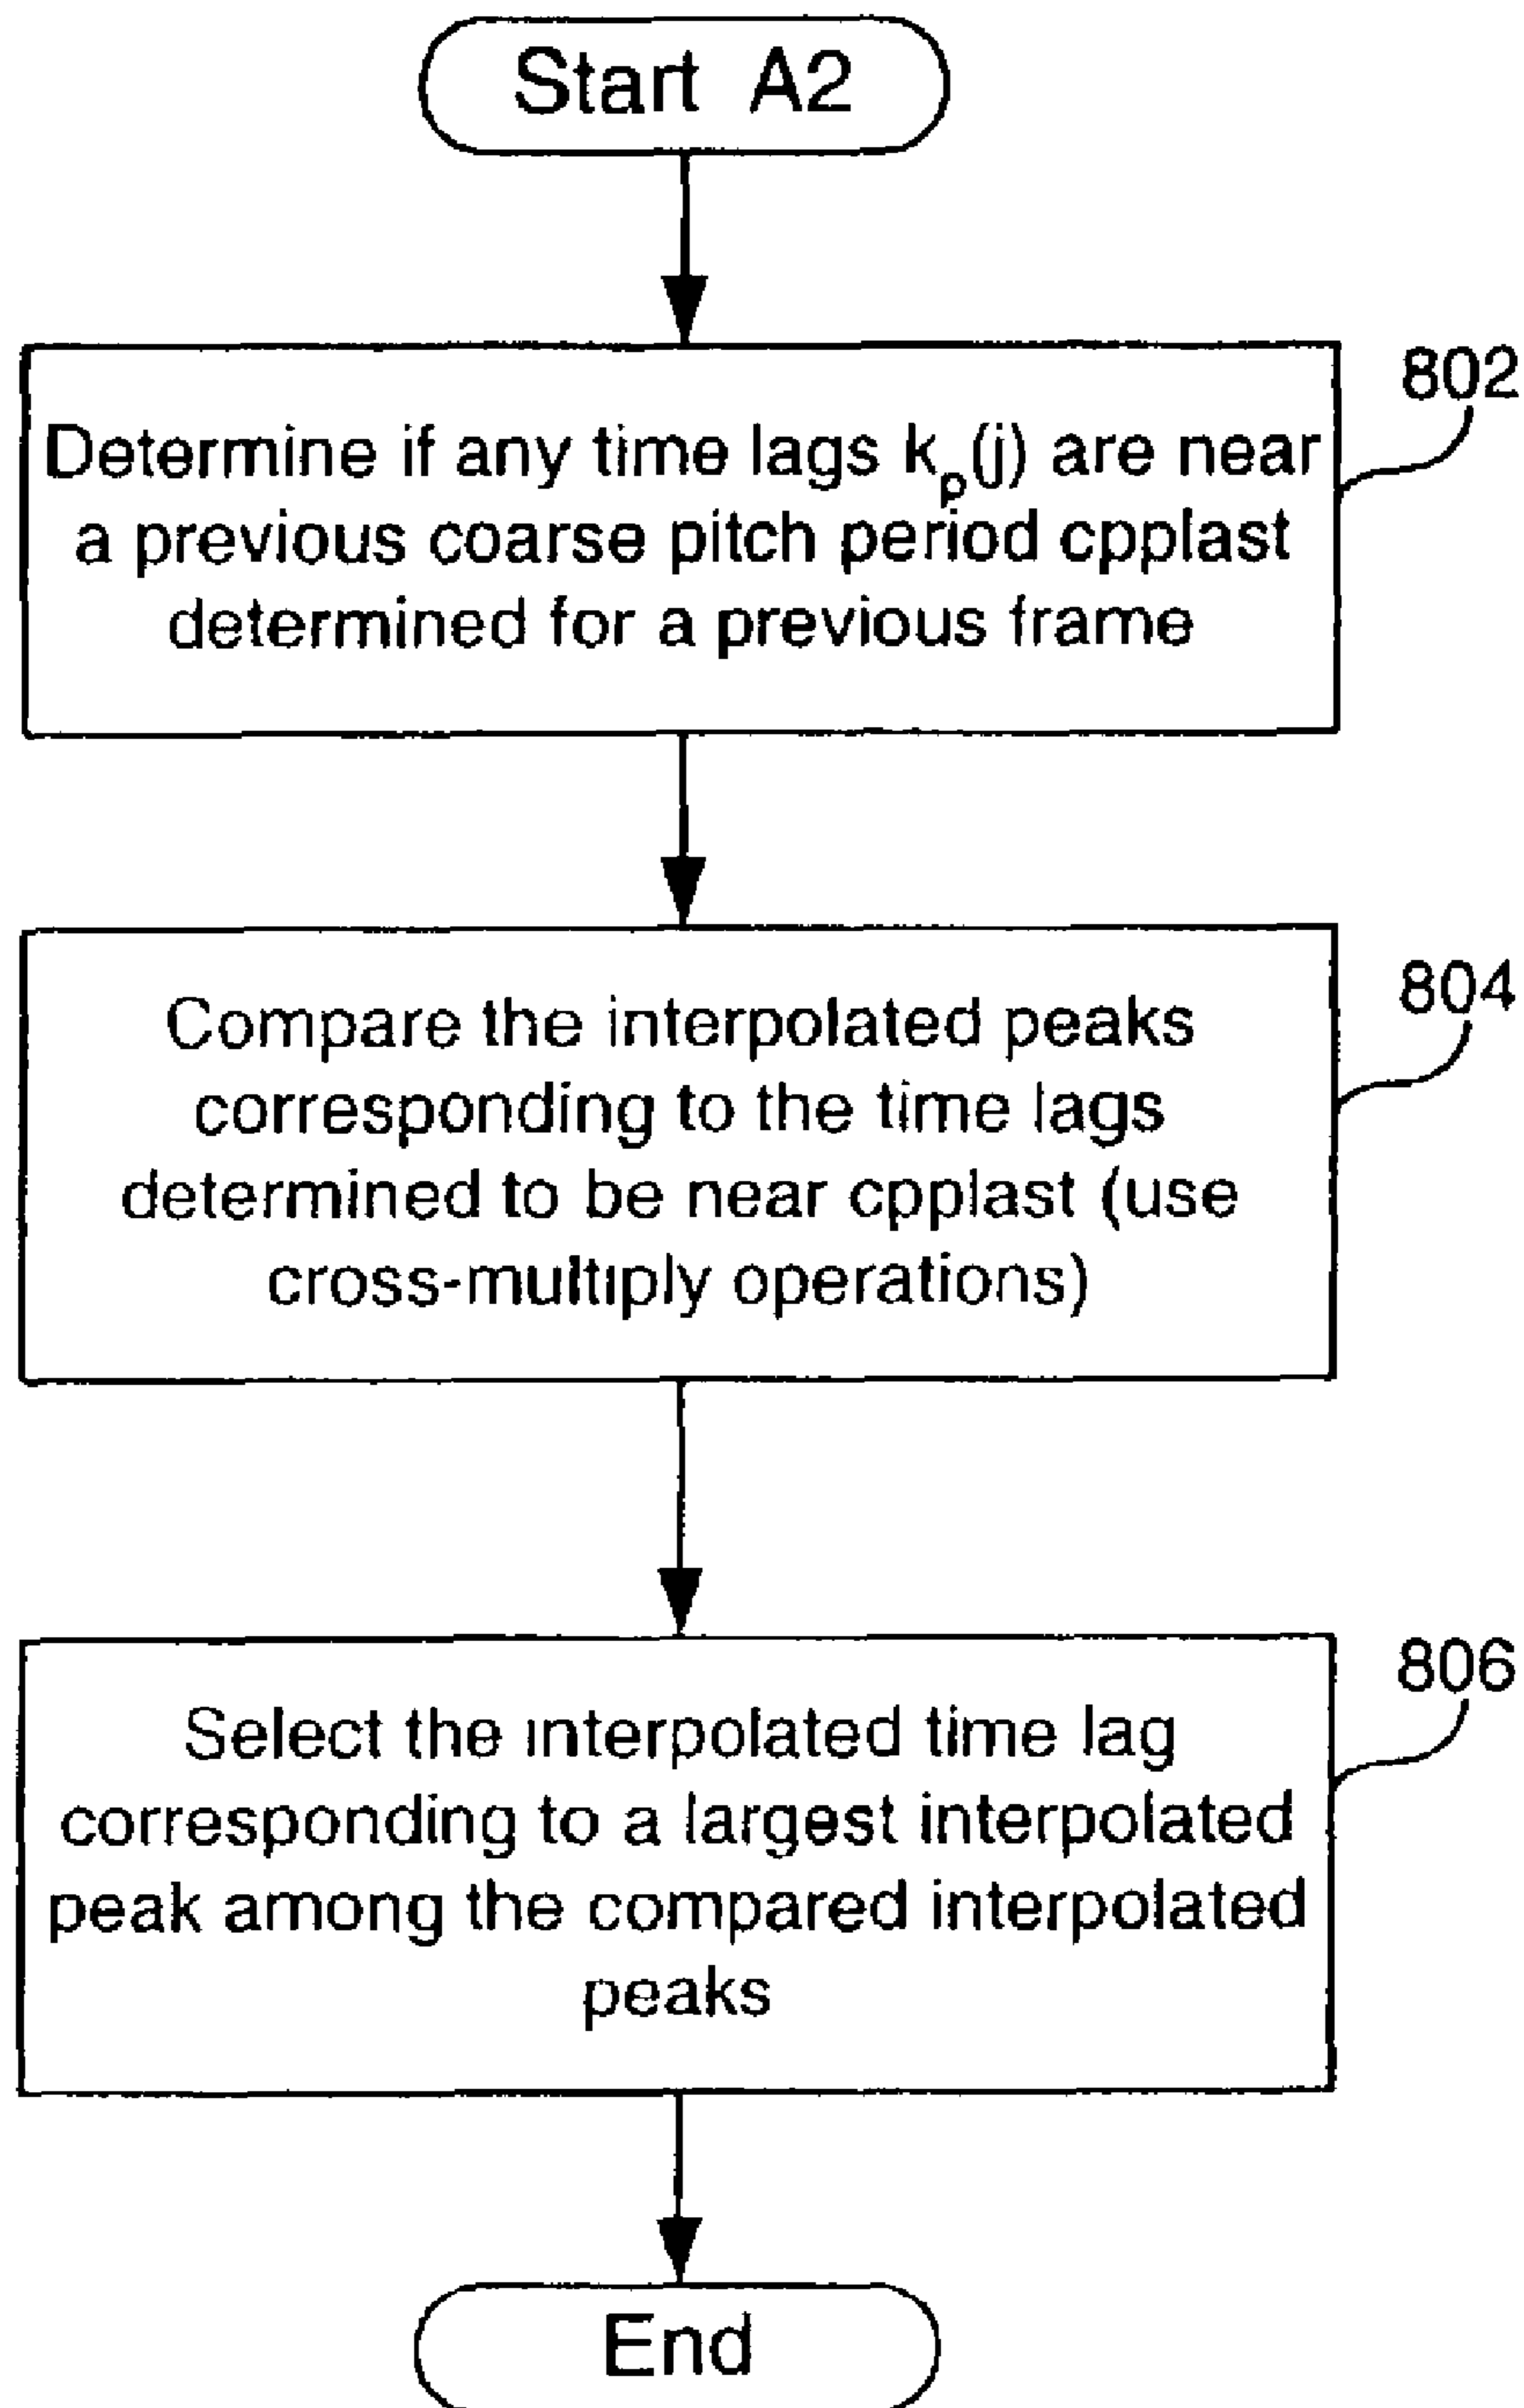 Start A2
802
Determine if any time lags kp(j) are near
a previous coarse pitch period cpplast
determined for a previous frame
804
Compare the interpolated peaks
corresponding to the time lags
determined to be near cpplast (use
cross-multiply operations)
806
Select the interpolated time lag
corresponding to a largest interpolated
peak among the compared interpolated
peaks
End